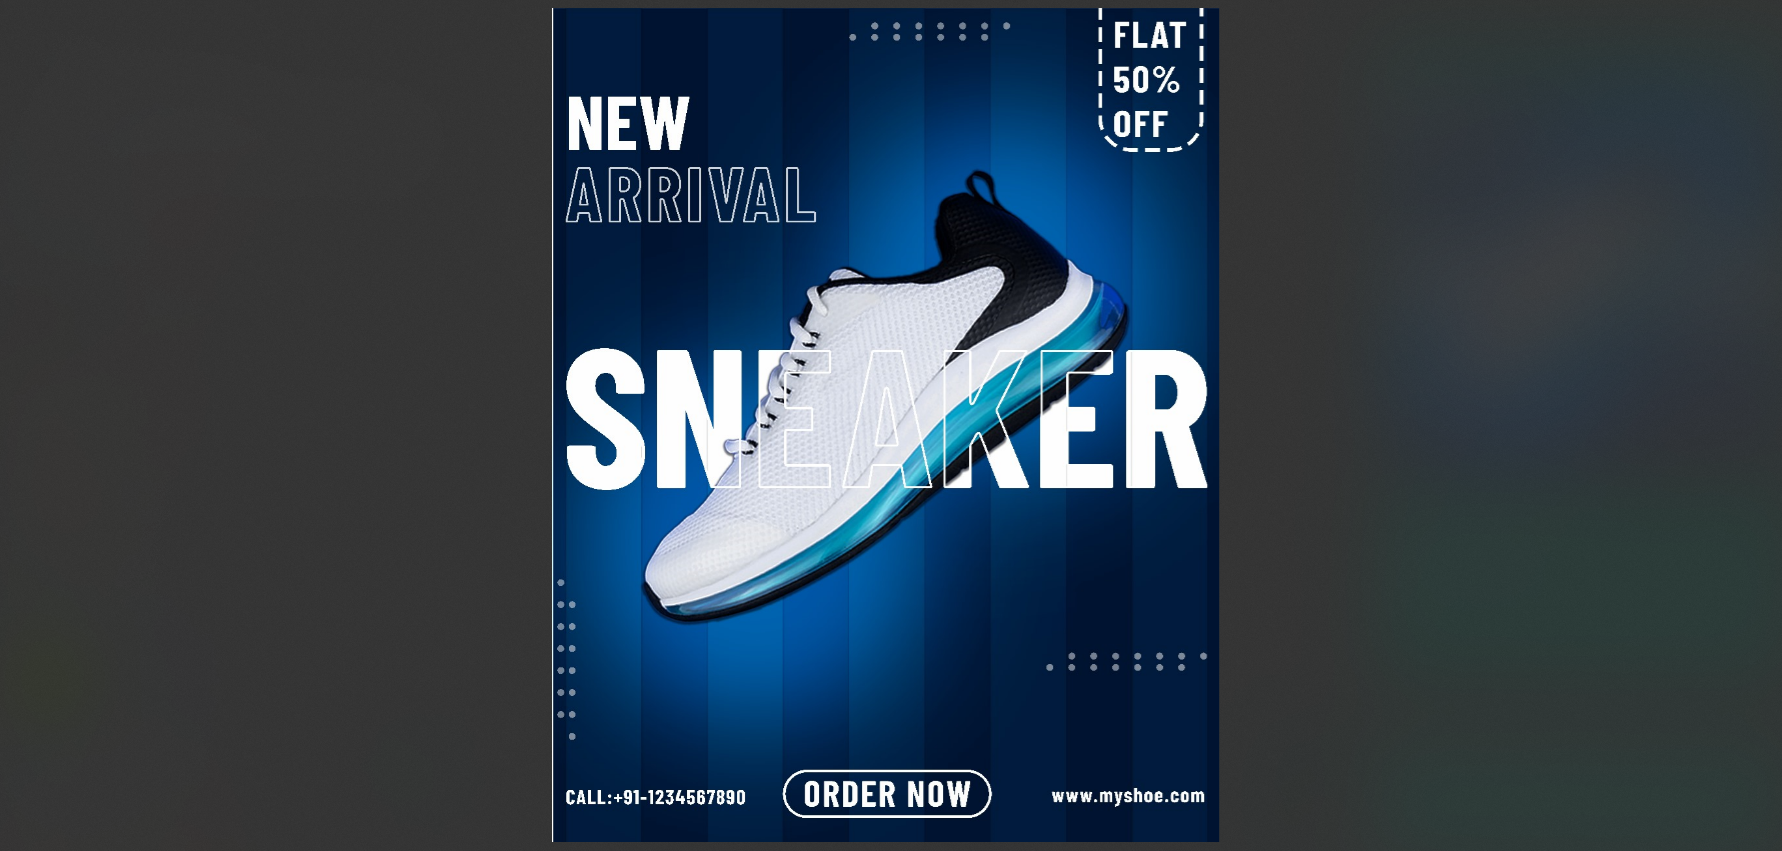 FLAT
50%
OFF
NEW
ARRIVAL
SNEAKER
CALL:+91-1234567890
ORDER NOW
www.myshoe.com